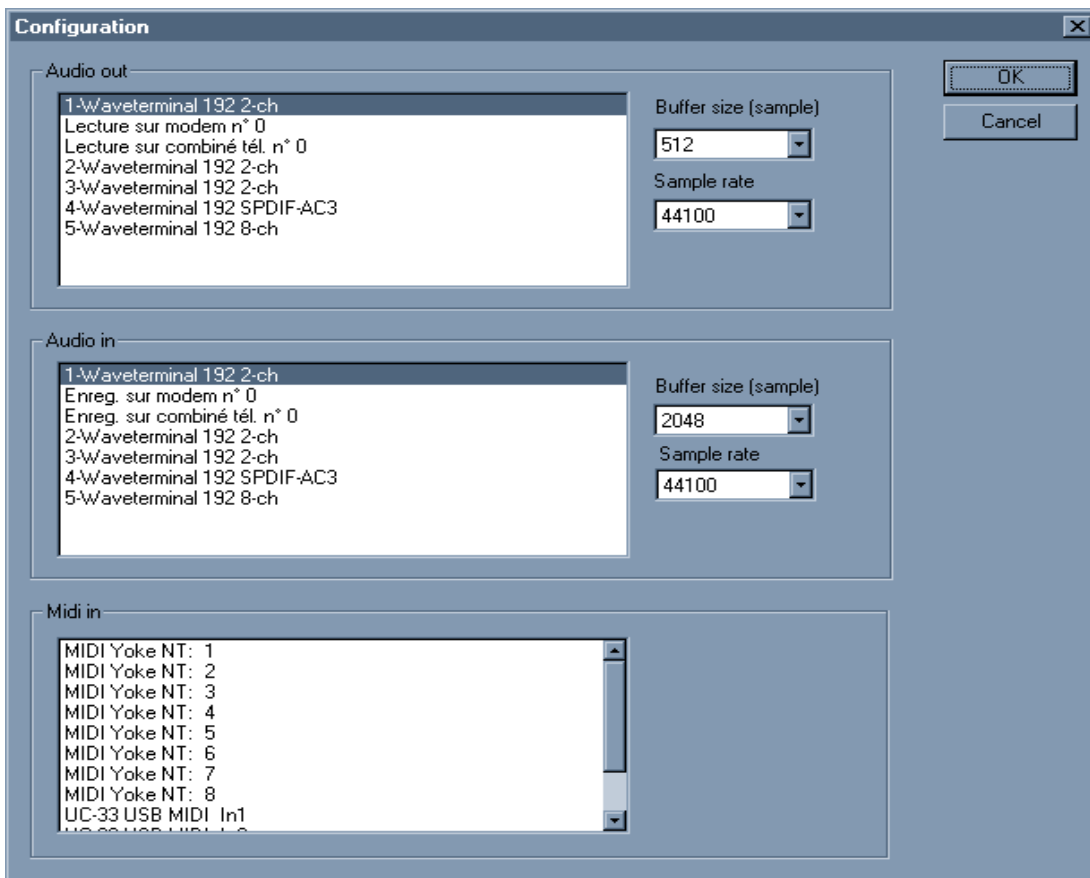 Configuration
Audio out
1-Waveterminal 192 2-ch
Lecture sur modem n° 0
Lecture sur combiné tél. n° 0
2-Waveterminal 192 2-ch
3-Waveterminal 192 2-ch
4-Waveterminal 192 SPDIF-AC3
5-Waveterminal 192 8-ch
Buffer size (sample)
512
Sample rate
44100
OK
Cancel
Audio in
1-Waveterminal 192 2-ch
Enreg. sur modem n° 0
Enreg. sur combiné tél. n° 0
2-Waveterminal 192 2-ch
3-Waveterminal 192 2-ch
4-Waveterminal 192 SPDIF-AC3
5-Waveterminal 192 8-ch
Buffer size (sample)
2048
Sample rate
44100
Midi in
MIDI Yoke NT: 1
MIDI Yoke NT: 2
MIDI Yoke NT: 3
MIDI Yoke NT: 4
MIDI Yoke NT: 5
MIDI Yoke NT: 6
MIDI Yoke NT: 7
MIDI Yoke NT: 8
UC-33 USB MIDI In1